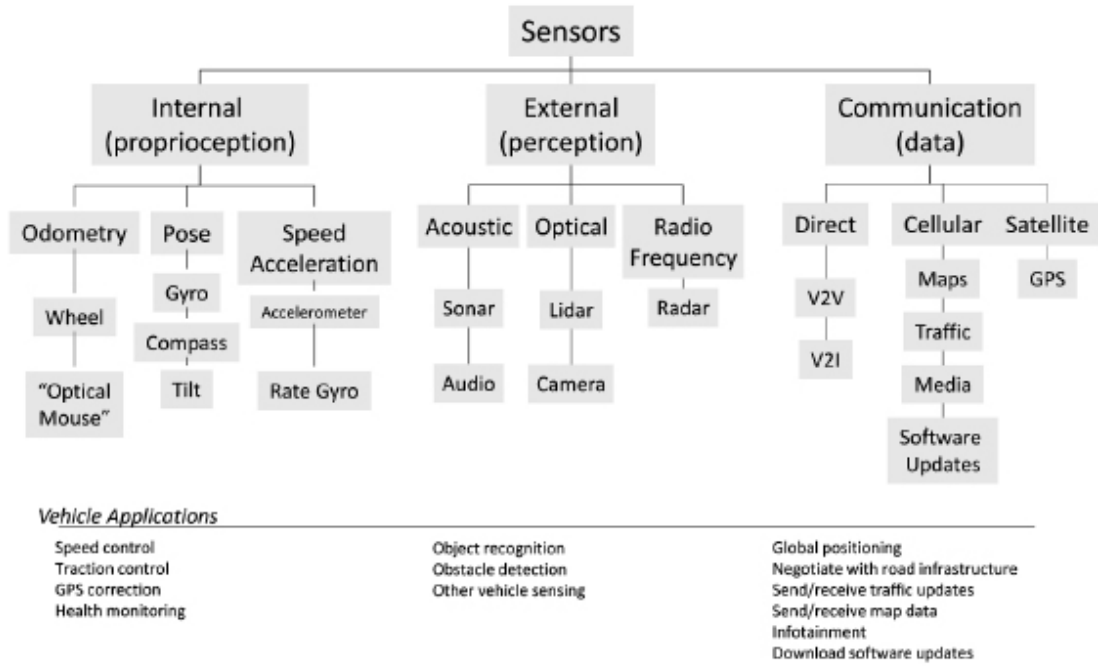 Sensors
Internal
(proprioception)
External
(perception)
Communication
(data)
Odometry
Pose
Speed
Acceleration
Acoustic
Optical
Radio
Frequency
Direct
Cellular
Satellite
Wheel
"Optical
Mouse"
Gyro
Compass
Tilt
Accelerometer
Rate Gyro
Sonar
Audio
Lidar
Camera
Radar
V2V
V2I
Maps
Traffic
Media
Software
Updates
GPS
Vehicle Applications
Speed control
Traction control
GPS correction
Health monitoring
Object recognition
Obstacle detection
Other vehicle sensing
Global positioning
Negotiate with road infrastructure
Send/receive traffic updates
Send/receive map data
Infotainment
Download software updates